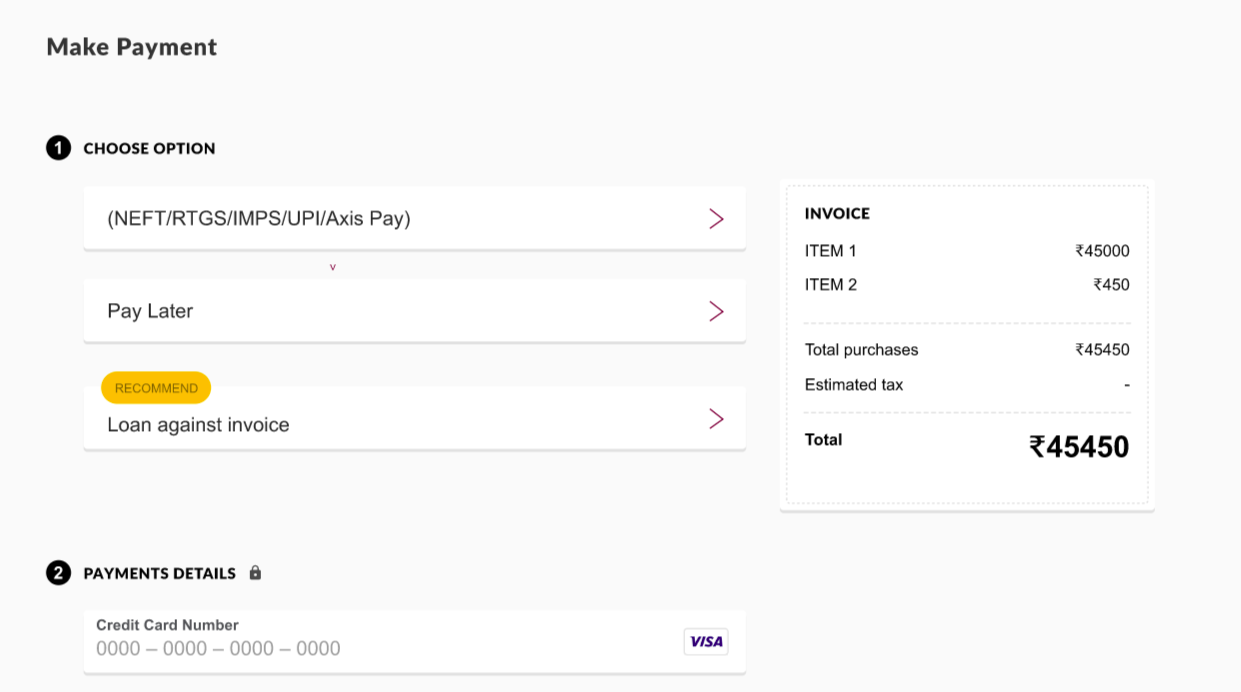 Make Payment
1 CHOOSE OPTION
(NEFT/RTGS/IMPS/UPI/Axis Pay)
v
Pay Later
RECOMMEND
Loan against invoice
INVOICE
ITEM 1 ₹45000
ITEM 2 ₹450
Total purchases ₹45450
Estimated tax -
Total ₹45450
2 PAYMENTS DETAILS
Credit Card Number
0000 – 0000 – 0000 – 0000
VISA